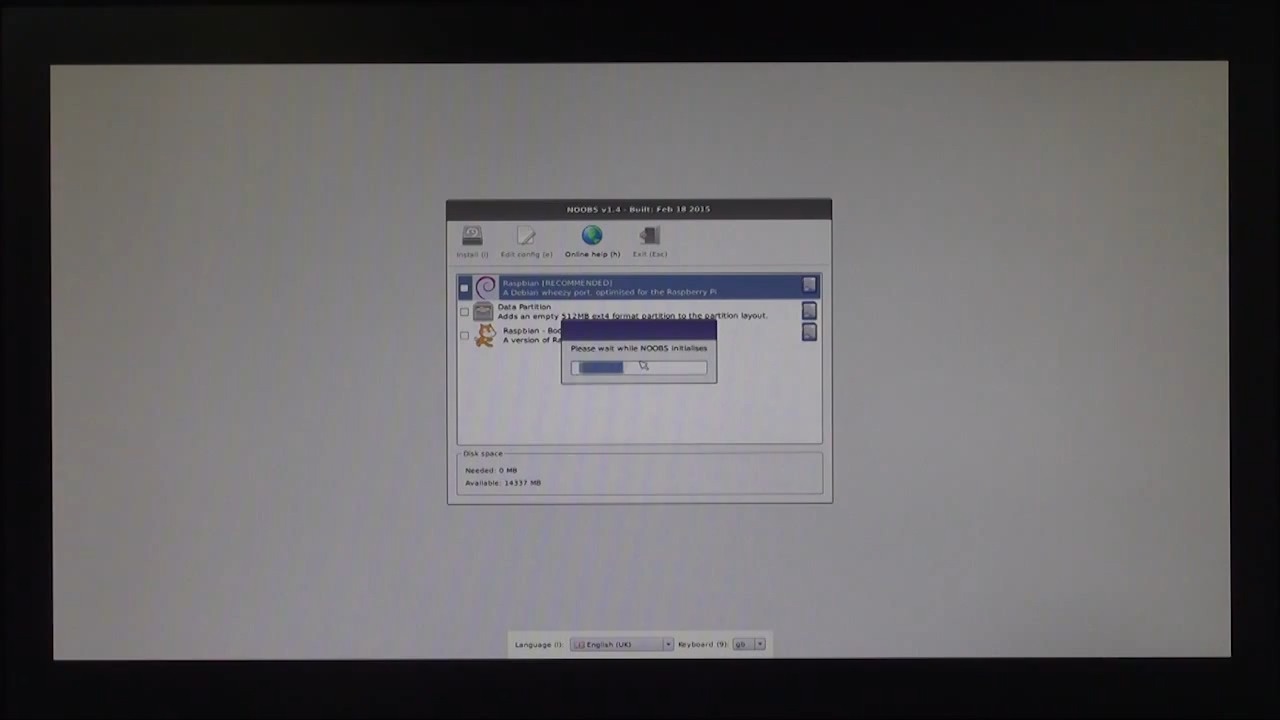 NOOBS v1.4 - Built: Feb 18 2015
Install (i) Edit config (e) Online help (h) Exit (Esc)
Raspbian [RECOMMENDED]
A Debian wheezy port, optimised for the Raspberry Pi
Data Partition
Adds an empty 512MB ext4 format partition to the partition layout.
Raspbian - Boo
A version of Ra
Please wait while NOOBS initialises
Disk space
Needed: 0 MB
Available: 14337 MB
Language (l): English (UK) Keyboard (9): gb